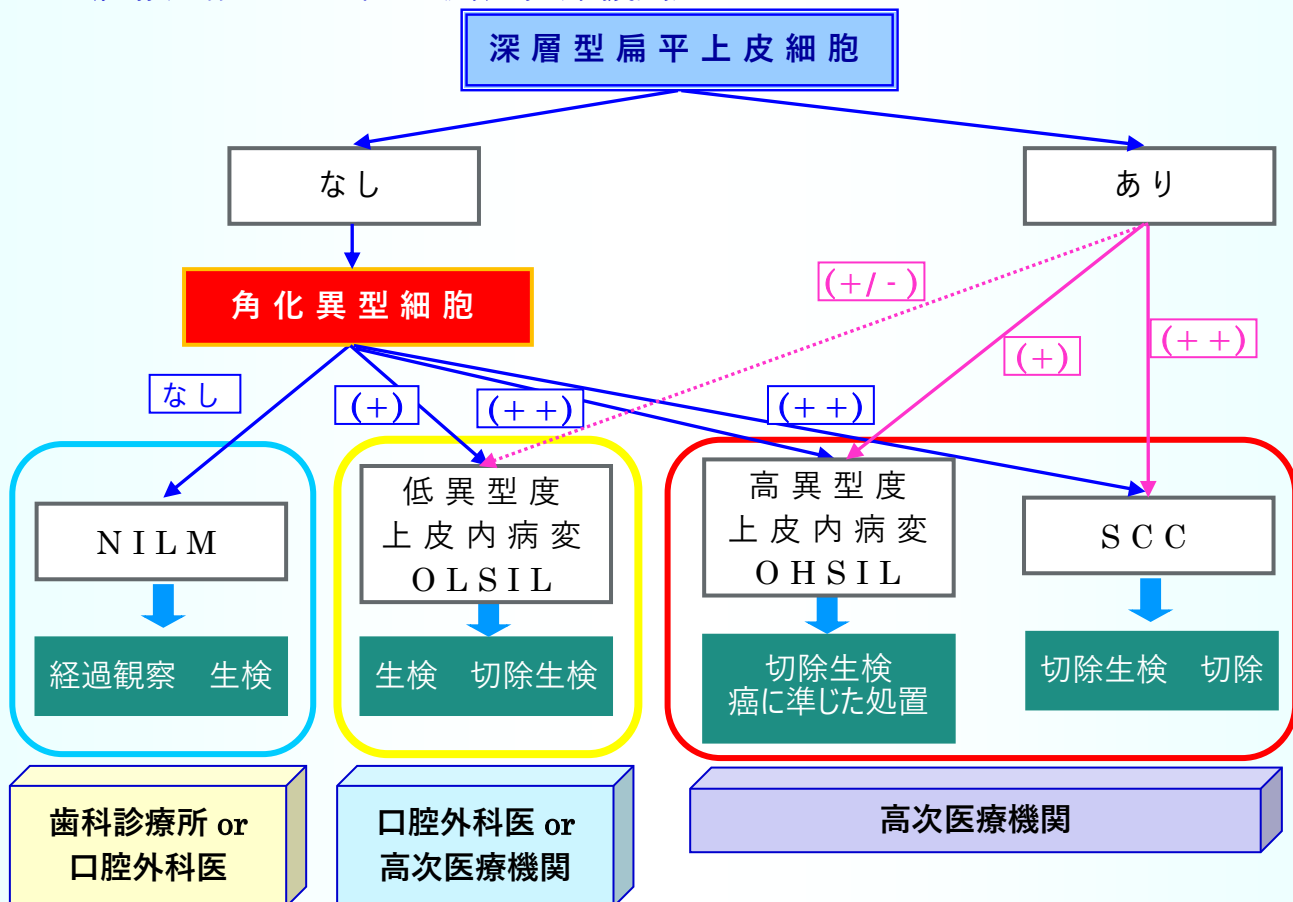 深層型扁平上皮細胞
なし
あり
角化異型細胞
(+/-)
(+)
(++)
なし
(+)
(++)
(++)
NILM
低異型度
上皮内病変
OLSIL
高異型度
上皮内病変
OHSIL
SCC
経過観察　生検
生検　切除生検
切除生検
癌に準じた処置
切除生検　切除
歯科診療所 or
口腔外科医
口腔外科医 or
高次医療機関
高次医療機関